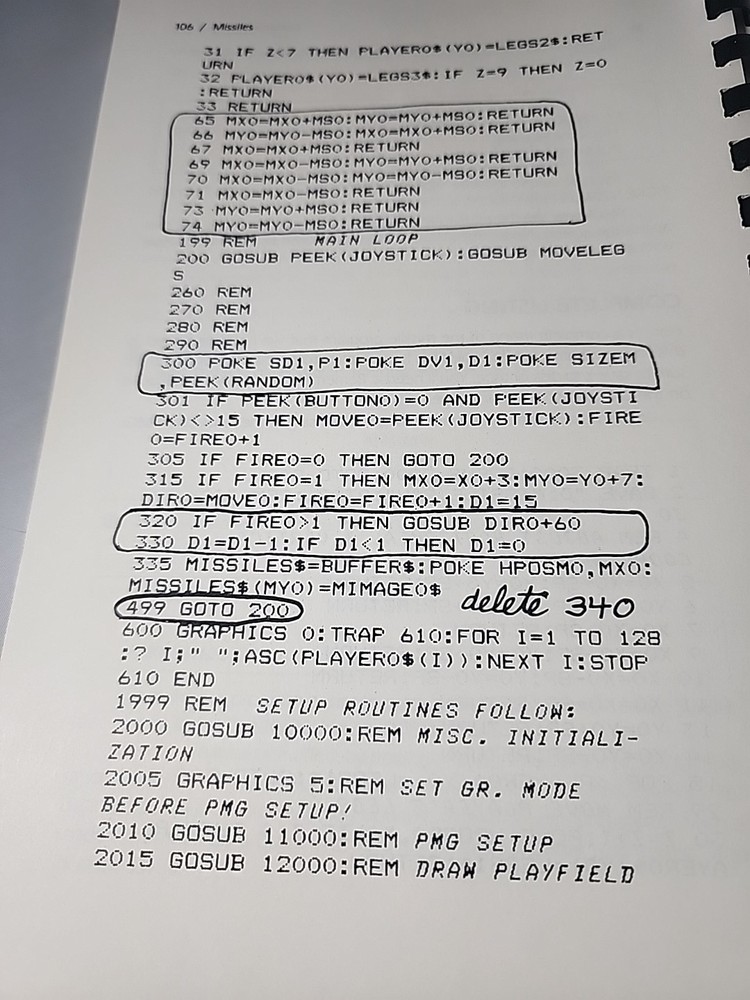 106 / Missiles
31 IF Z<7 THEN PLAYER0$(Y0)=LEGS2$:RET
URN
32 PLAYER0$(Y0)=LEGS3$:IF Z=9 THEN Z=0
:RETURN
33 RETURN
65 MX0=MX0+MS0:MY0=MY0+MS0:RETURN
66 MY0=MY0-MS0:MX0=MX0+MS0:RETURN
67 MX0=MX0+MS0:RETURN
69 MX0=MX0-MS0:MY0=MY0+MS0:RETURN
70 MX0=MX0-MS0:MY0=MY0-MS0:RETURN
71 MX0=MX0-MS0:RETURN
73 MY0=MY0+MS0:RETURN
74 MY0=MY0-MS0:RETURN
199 REM MAIN LOOP
200 GOSUB PEEK(JOYSTICK):GOSUB MOVELEG
S
260 REM
270 REM
280 REM
290 REM
300 POKE SD1,P1:POKE DV1,D1:POKE SIZEM
,PEEK(RANDOM)
301 IF PEEK(BUTTON0)=0 AND PEEK(JOYSTI
CK)<>15 THEN MOVE0=PEEK(JOYSTICK):FIRE
0=FIRE0+1
305 IF FIRE0=0 THEN GOTO 200
315 IF FIRE0=1 THEN MX0=X0+3:MY0=Y0+7:
DIR0=MOVE0:FIRE0=FIRE0+1:D1=15
320 IF FIRE0>1 THEN GOSUB DIR0+60
330 D1=D1-1:IF D1<1 THEN D1=0
335 MISSILES$=BUFFER$:POKE HPOSM0,MX0:
MISSILES$(MY0)=MIMAGE0$
delete 340
499 GOTO 200
600 GRAPHICS 0:TRAP 610:FOR I=1 TO 128
:? I;" ";ASC(PLAYER0$(I)):NEXT I:STOP
610 END
1999 REM SETUP ROUTINES FOLLOW:
2000 GOSUB 10000:REM MISC. INITIALI-
ZATION
2005 GRAPHICS 5:REM SET GR. MODE
BEFORE PMG SETUP!
2010 GOSUB 11000:REM PMG SETUP
2015 GOSUB 12000:REM DRAW PLAYFIELD